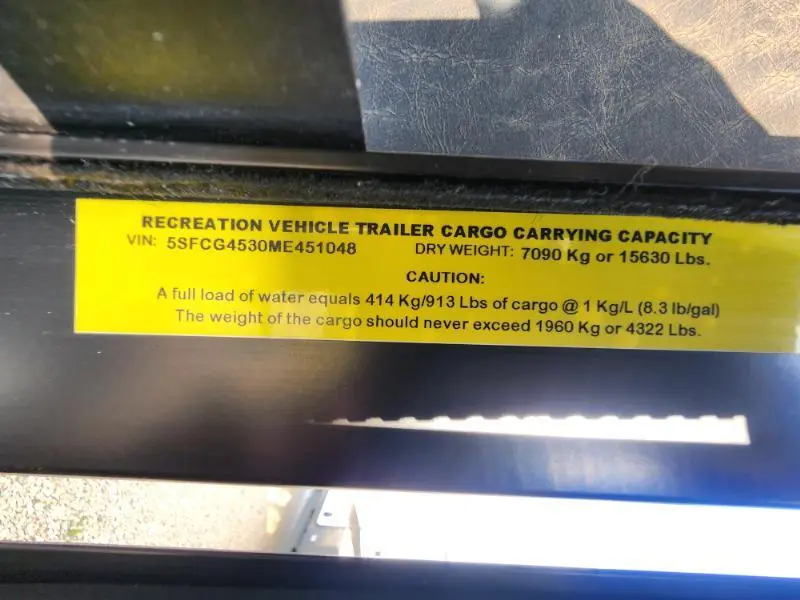 RECREATION VEHICLE TRAILER CARGO CARRYING CAPACITY
VIN: 5SFCG4530ME451048 DRY WEIGHT: 7090 Kg or 15630 Lbs.
CAUTION:
A full load of water equals 414 Kg/913 Lbs of cargo @ 1 Kg/L (8.3 lb/gal)
The weight of the cargo should never exceed 1960 Kg or 4322 Lbs.